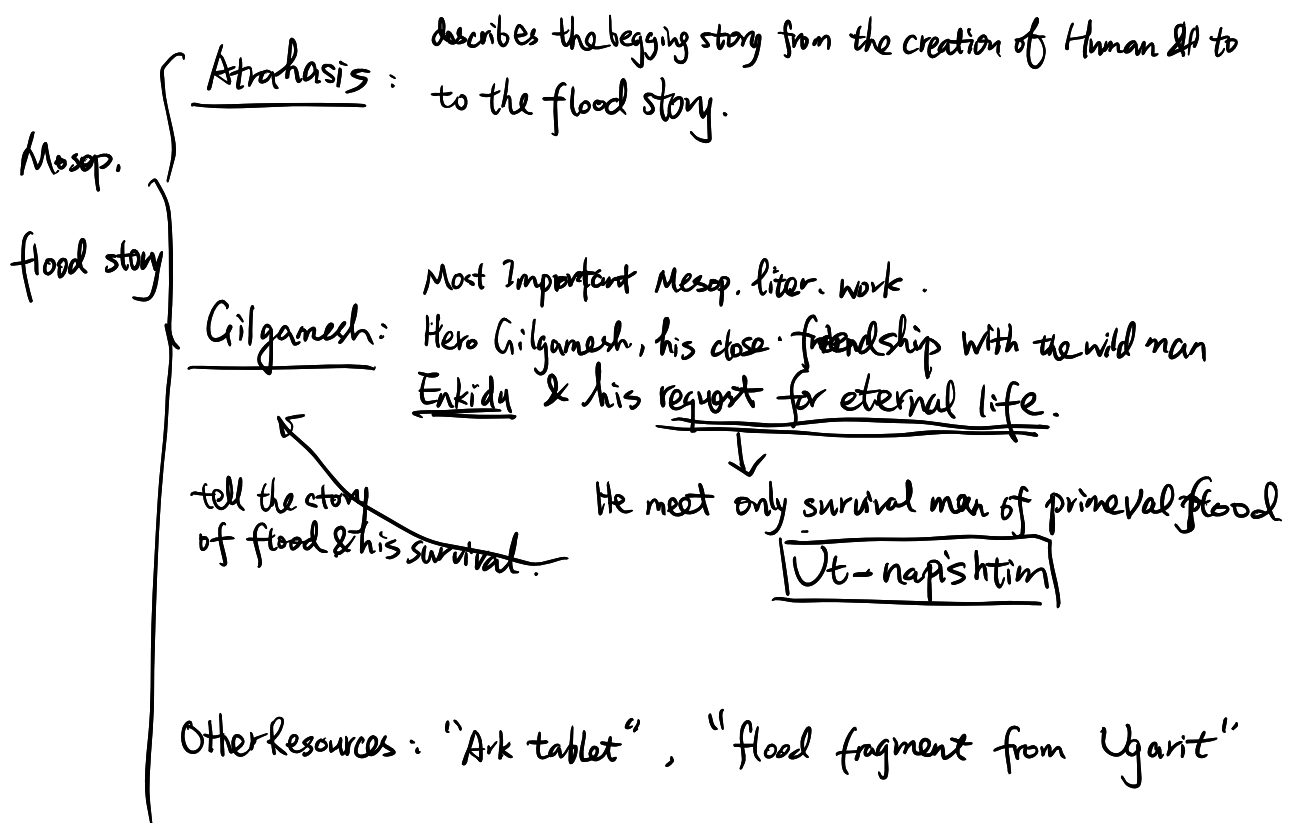 describes the begging story from the creation of Human to
Atrahasis:
to the flood story.
Mesop.
flood story
Most Important Mesop. liter. work.
Gilgamesh:
Hero Gilgamesh, his close friendship with the wild man
Enkidu & his request for eternal life.
tell the story
of flood & his survival.
He meet only survival man of primeval flood
Ut-napishtim
Other Resources: "Ark tablet", "flood fragment from Ugarit"